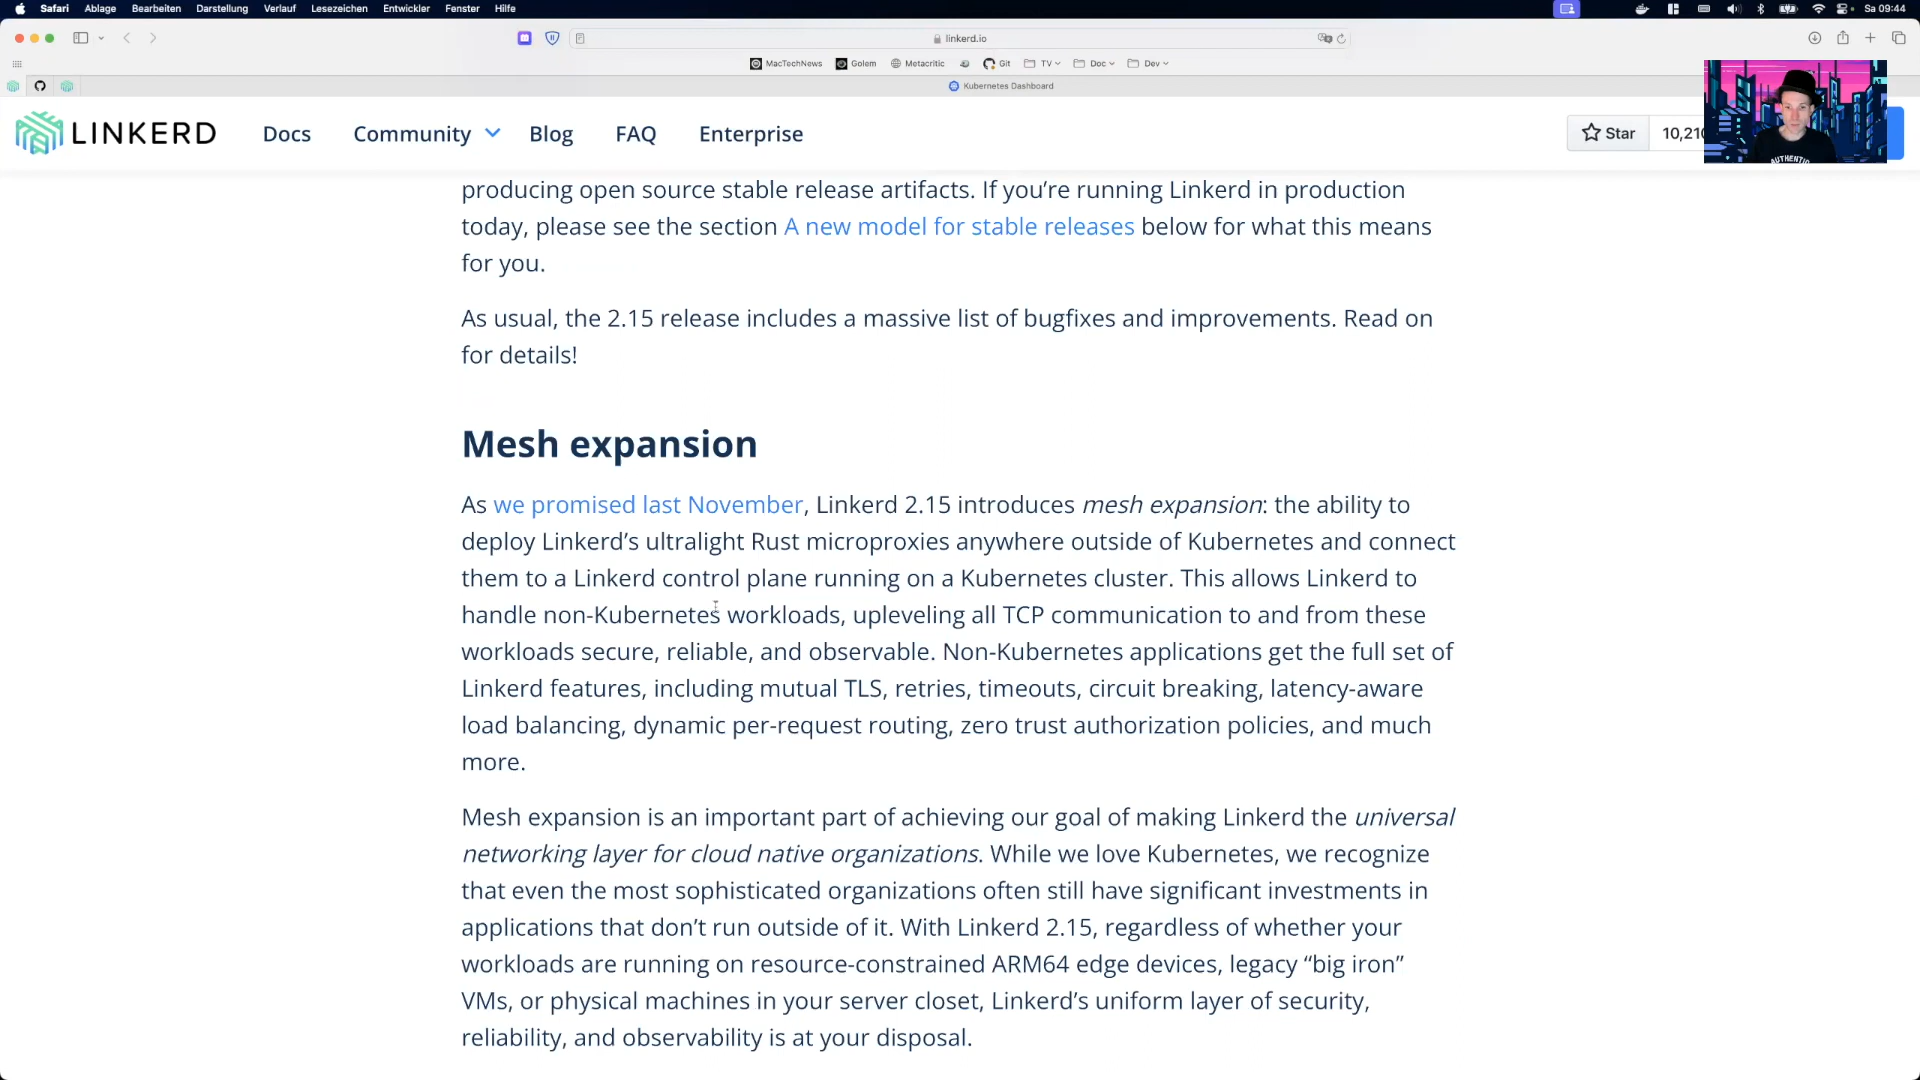 Safari Ablage Bearbeiten Darstellung Verlauf Lesezeichen Entwickler Fenster Hilfe Sa 09:44
linkerd.io
MacTechNews Golem Metacritic Git TV Doc Dev
Kubernetes Dashboard
LINKERD Docs Community Blog FAQ Enterprise Star 10,210
AUTHENTIC
producing open source stable release artifacts. If you’re running Linkerd in production
today, please see the section A new model for stable releases below for what this means
for you.
As usual, the 2.15 release includes a massive list of bugfixes and improvements. Read on
for details!
Mesh expansion
As we promised last November, Linkerd 2.15 introduces mesh expansion: the ability to
deploy Linkerd’s ultralight Rust microproxies anywhere outside of Kubernetes and connect
them to a Linkerd control plane running on a Kubernetes cluster. This allows Linkerd to
handle non-Kubernetes workloads, upleveling all TCP communication to and from these
workloads secure, reliable, and observable. Non-Kubernetes applications get the full set of
Linkerd features, including mutual TLS, retries, timeouts, circuit breaking, latency-aware
load balancing, dynamic per-request routing, zero trust authorization policies, and much
more.
Mesh expansion is an important part of achieving our goal of making Linkerd the universal
networking layer for cloud native organizations. While we love Kubernetes, we recognize
that even the most sophisticated organizations often still have significant investments in
applications that don’t run outside of it. With Linkerd 2.15, regardless of whether your
workloads are running on resource-constrained ARM64 edge devices, legacy “big iron”
VMs, or physical machines in your server closet, Linkerd’s uniform layer of security,
reliability, and observability is at your disposal.